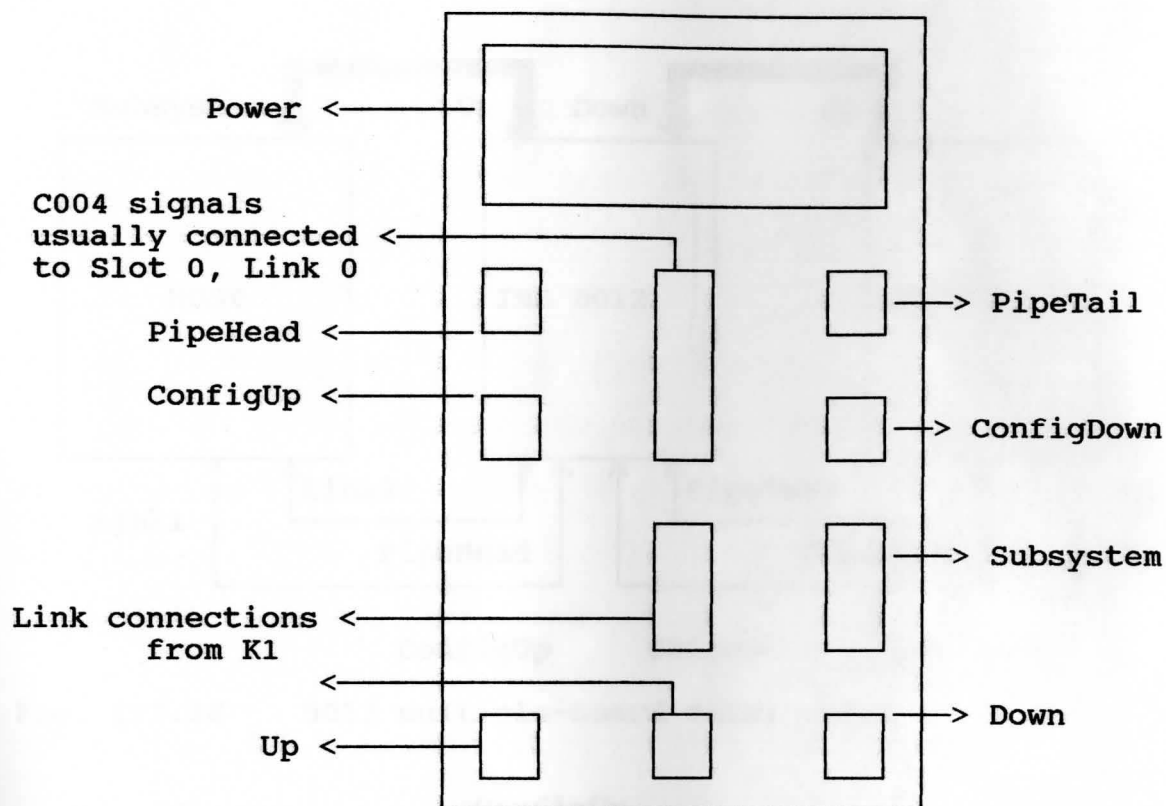 Power
C004 signals
usually connected
to Slot 0, Link 0
PipeTail
PipeHead
ConfigUp
ConfigDown
Subsystem
Link connections
from K1
Down
Up